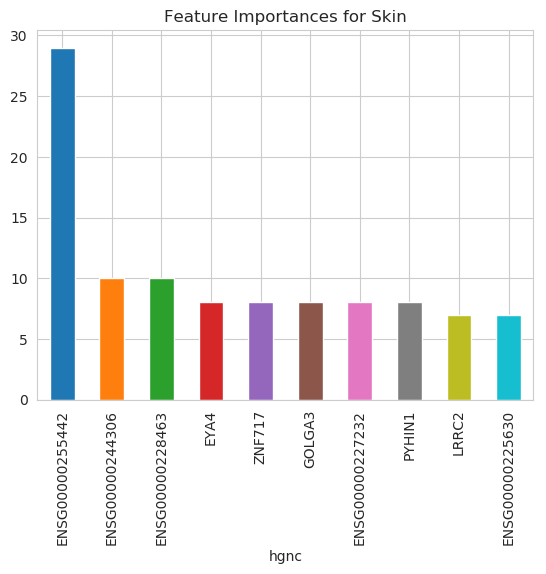 Feature Importances for Skin
30
25
20
15
10
5
0
ENSG00000255442
ENSG00000244306
ENSG00000228463
EYA4
ZNF717
GOLGA3
ENSG00000227232
PYHIN1
LRRC2
ENSG00000225630
hgnc